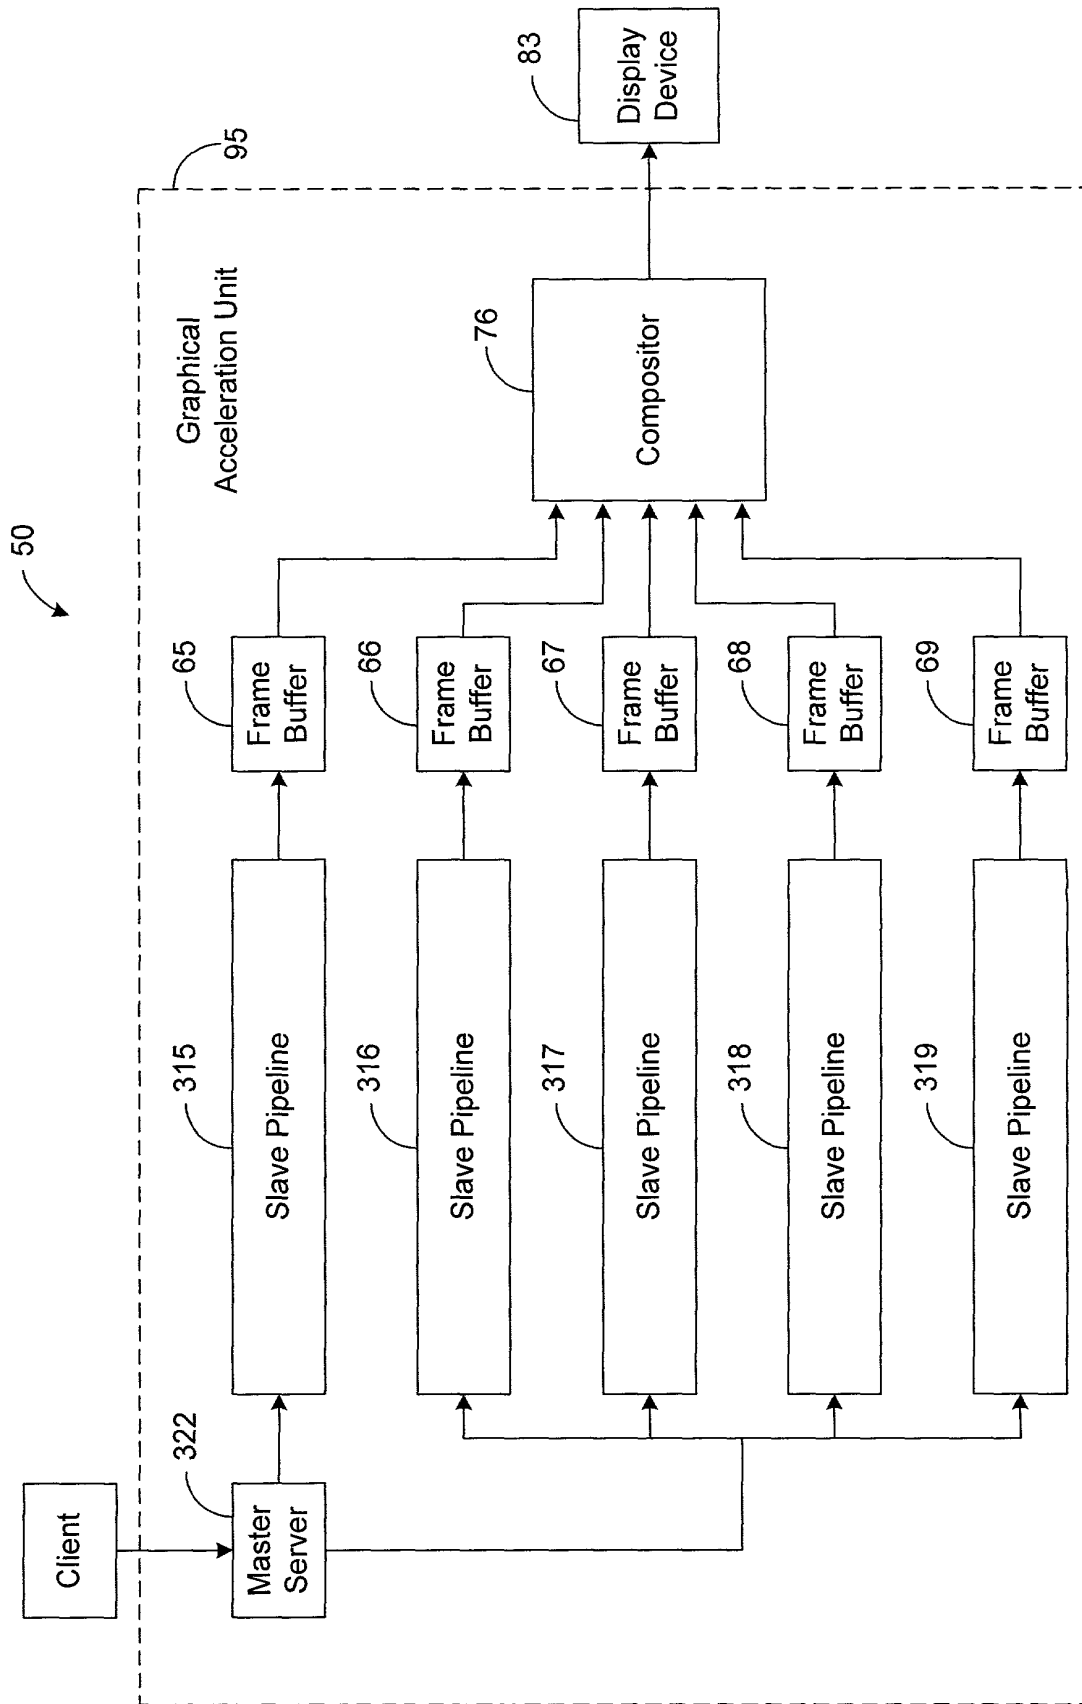 50
95
Graphical
Acceleration Unit
Client
322
Master
Server
315
Slave Pipeline
65
Frame
Buffer
316
Slave Pipeline
66
Frame
Buffer
317
Slave Pipeline
67
Frame
Buffer
318
Slave Pipeline
68
Frame
Buffer
319
Slave Pipeline
69
Frame
Buffer
76
Compositor
83
Display
Device